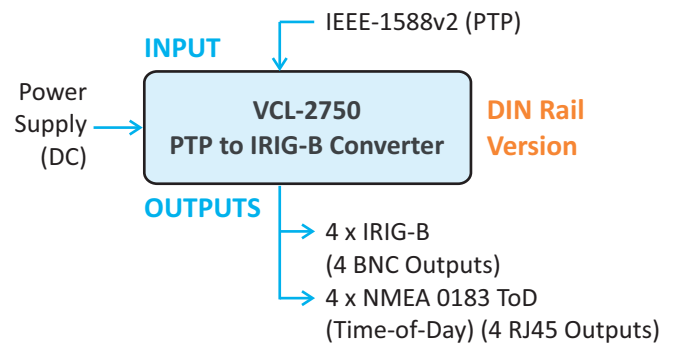 IEEE-1588v2 (PTP)
INPUT
Power
Supply
(DC)
VCL-2750
PTP to IRIG-B Converter
DIN Rail
Version
OUTPUTS
4 x IRIG-B
(4 BNC Outputs)
4 x NMEA 0183 ToD
(Time-of-Day) (4 RJ45 Outputs)